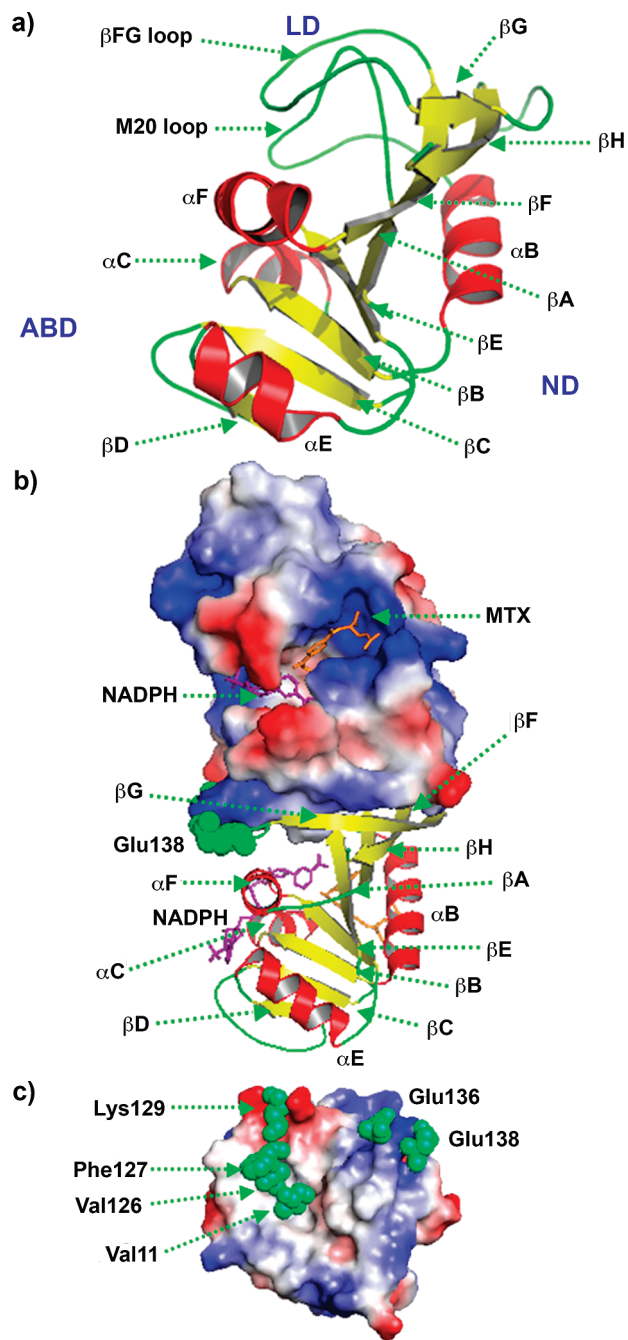 a)
LD
βFG loop
βG
M20 loop
βH
αF
βF
αB
αC
βA
ABD
βE
ND
βB
βD
αE
βC
b)
MTX
NADPH
βF
βG
Glu138
βH
αF
βA
NADPH
αB
αC
βE
βB
βD
βC
αE
c)
Glu136
Lys129
Glu138
Phe127
Val126
Val11